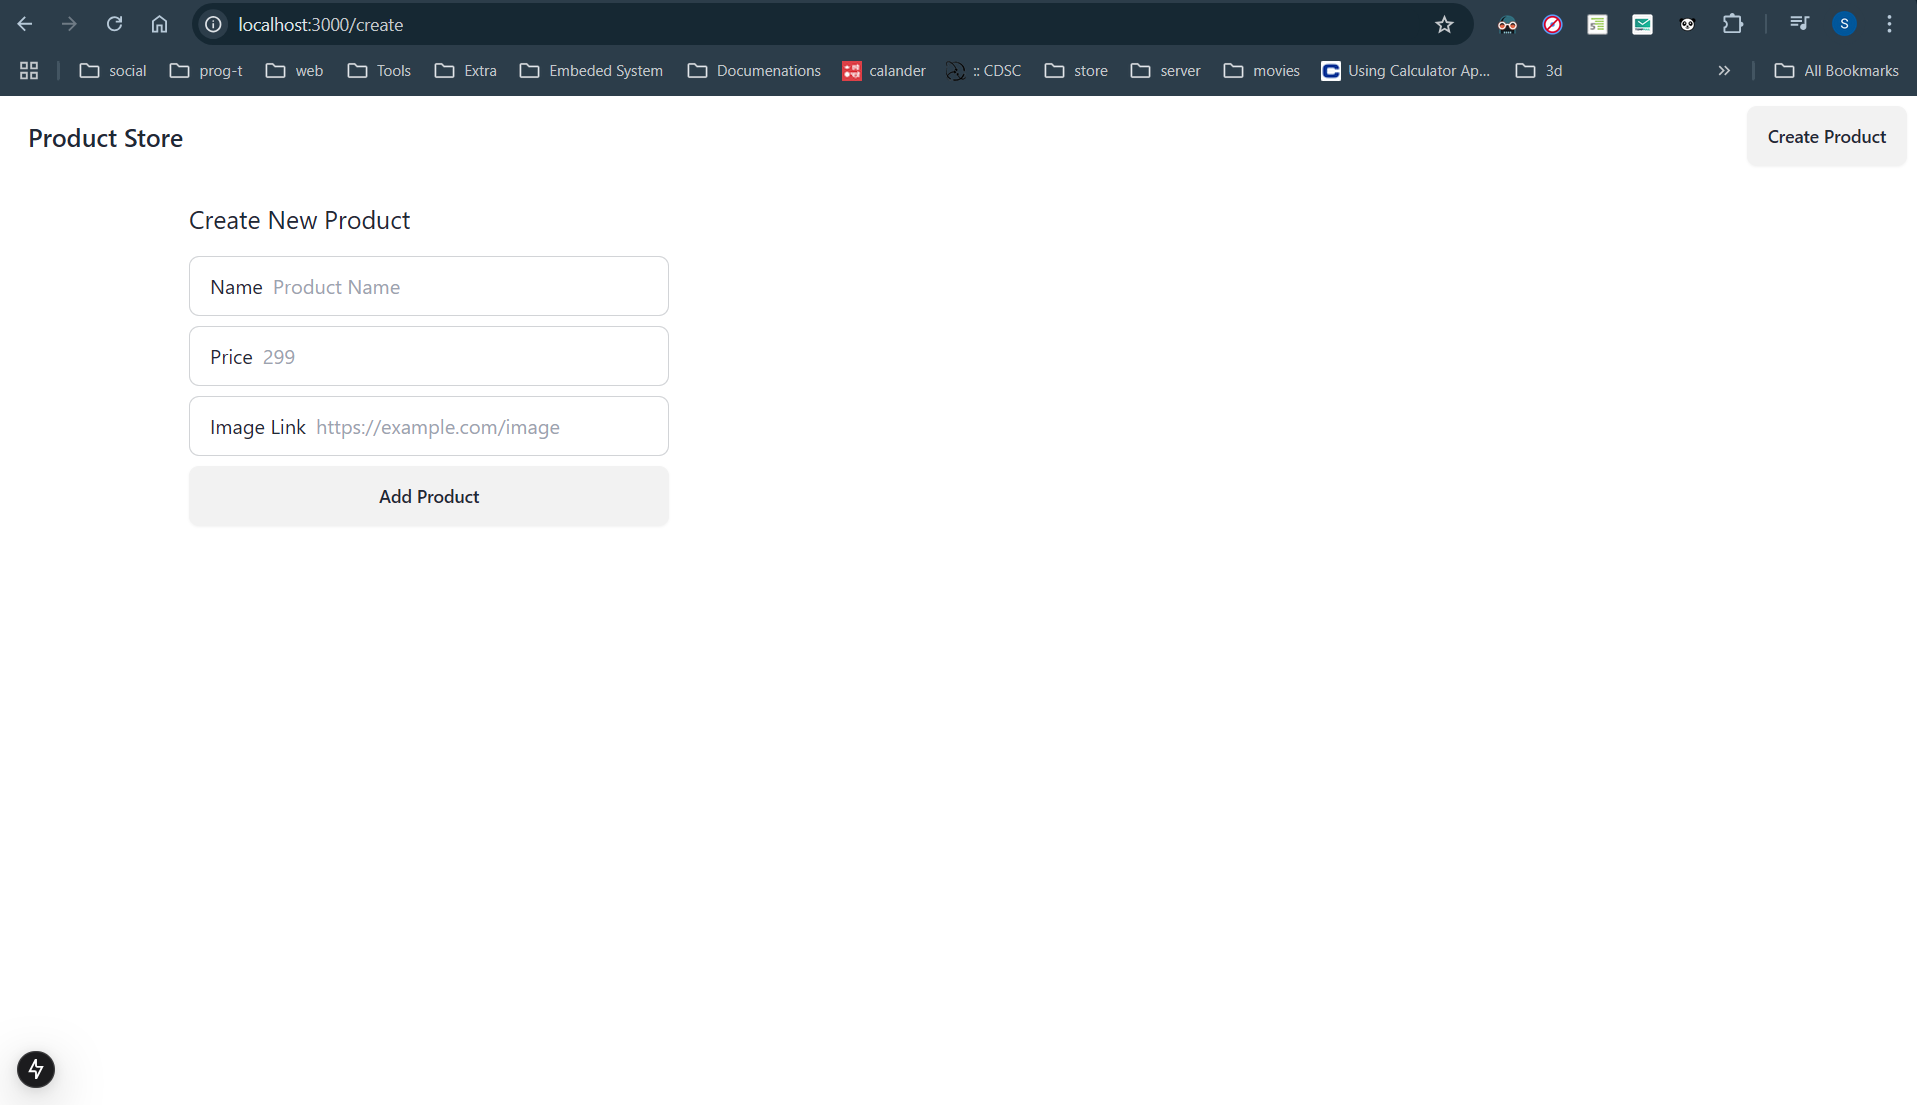 localhost:3000/create
S
social prog-t web Tools Extra Embeded System Documenations calander :: CDSC store server movies Using Calculator Ap... 3d All Bookmarks
Product Store
Create Product
Create New Product
Name Product Name
Price 299
Image Link https://example.com/image
Add Product